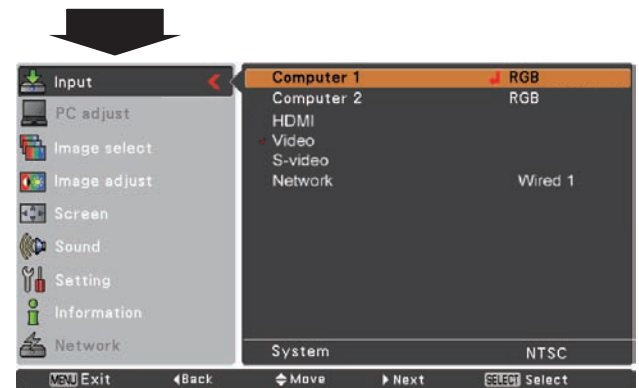 Input
PC adjust
Image select
Image adjust
Screen
Sound
Setting
Information
Network
Computer 1 RGB
Computer 2 RGB
HDMI
Video
S-video
Network Wired 1
System NTSC
MENU Exit Back Move Next SELECT Select